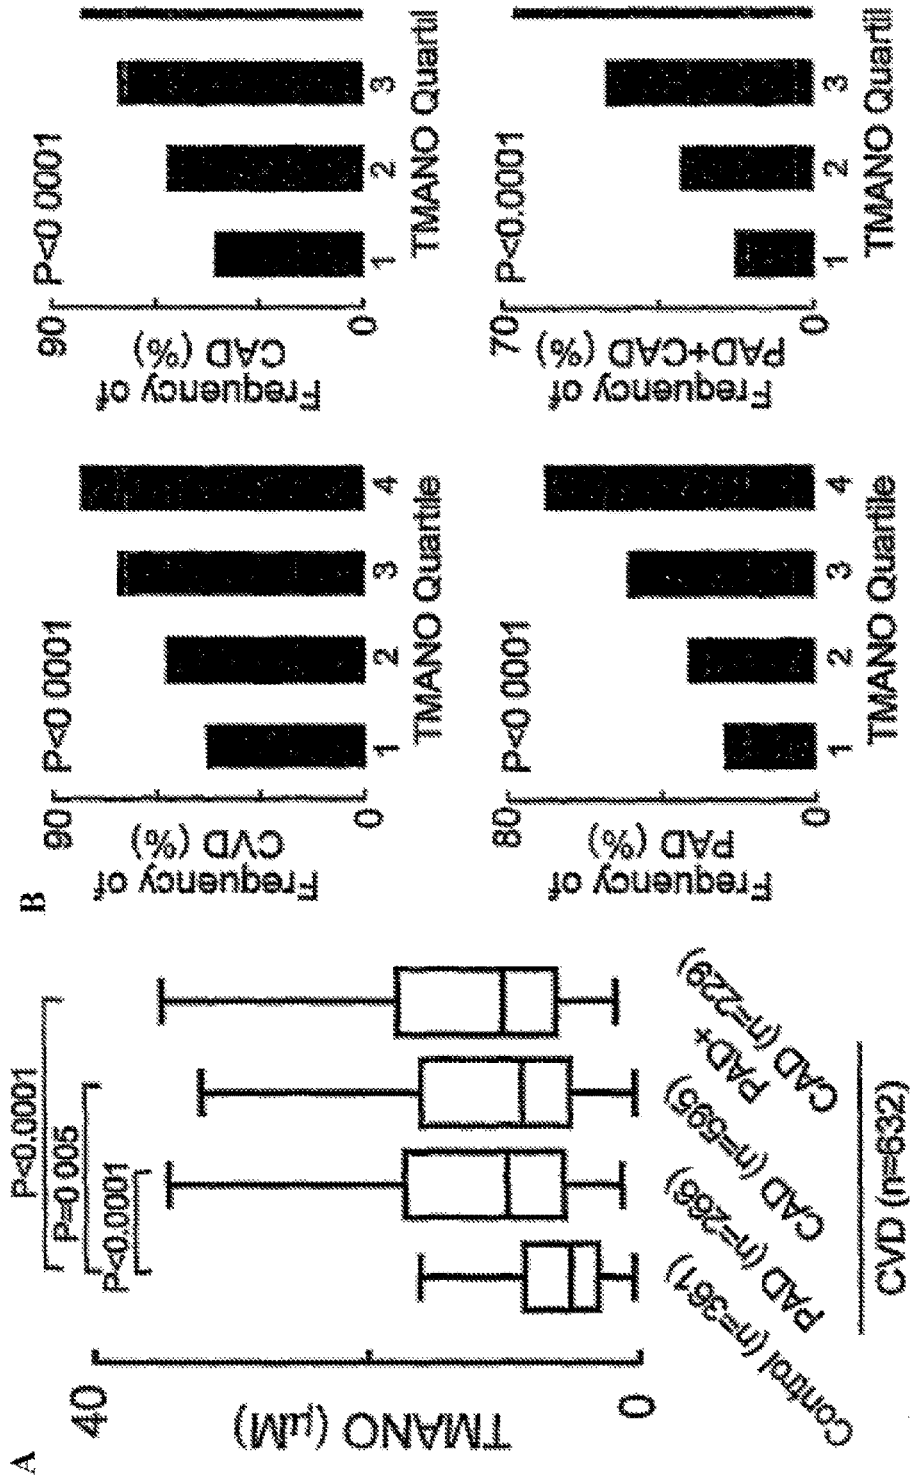 A
P<0.0001
P=0 005
P<0.0001
40
0
TMANO (μM)
Control (n=361)
PAD (n=266)
CAD (n=595)
PAD+
CAD (n=229)
CVD (n=632)
B
P<0 0001
90
0
Frequency of
CVD (%)
1 2 3 4
TMANO Quartile
P<0 0001
90
0
Frequency of
CAD (%)
1 2 3
TMANO Quartil
P<0 0001
80
0
Frequency of
PAD (%)
1 2 3 4
TMANO Quartile
P<0.0001
70
0
Frequency of
PAD+CAD (%)
1 2 3
TMANO Quartil